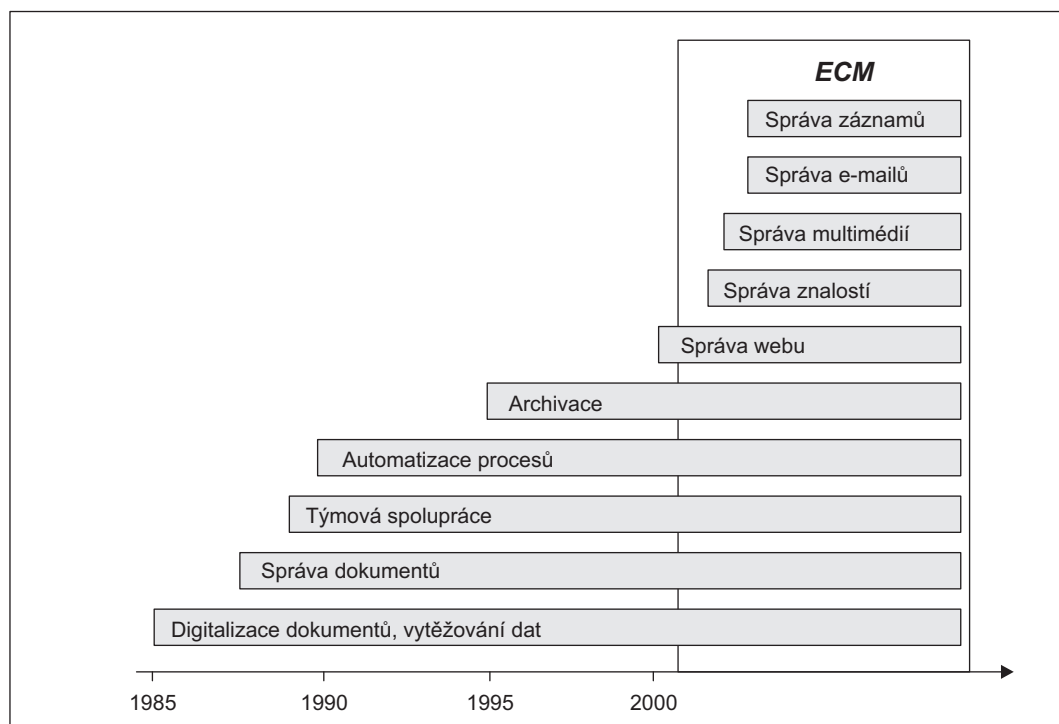 ECM
Správa záznamů
Správa e-mailů
Správa multimédií
Správa znalostí
Správa webu
Archivace
Automatizace procesů
Týmová spolupráce
Správa dokumentů
Digitalizace dokumentů, vytěžování dat
1985 1990 1995 2000